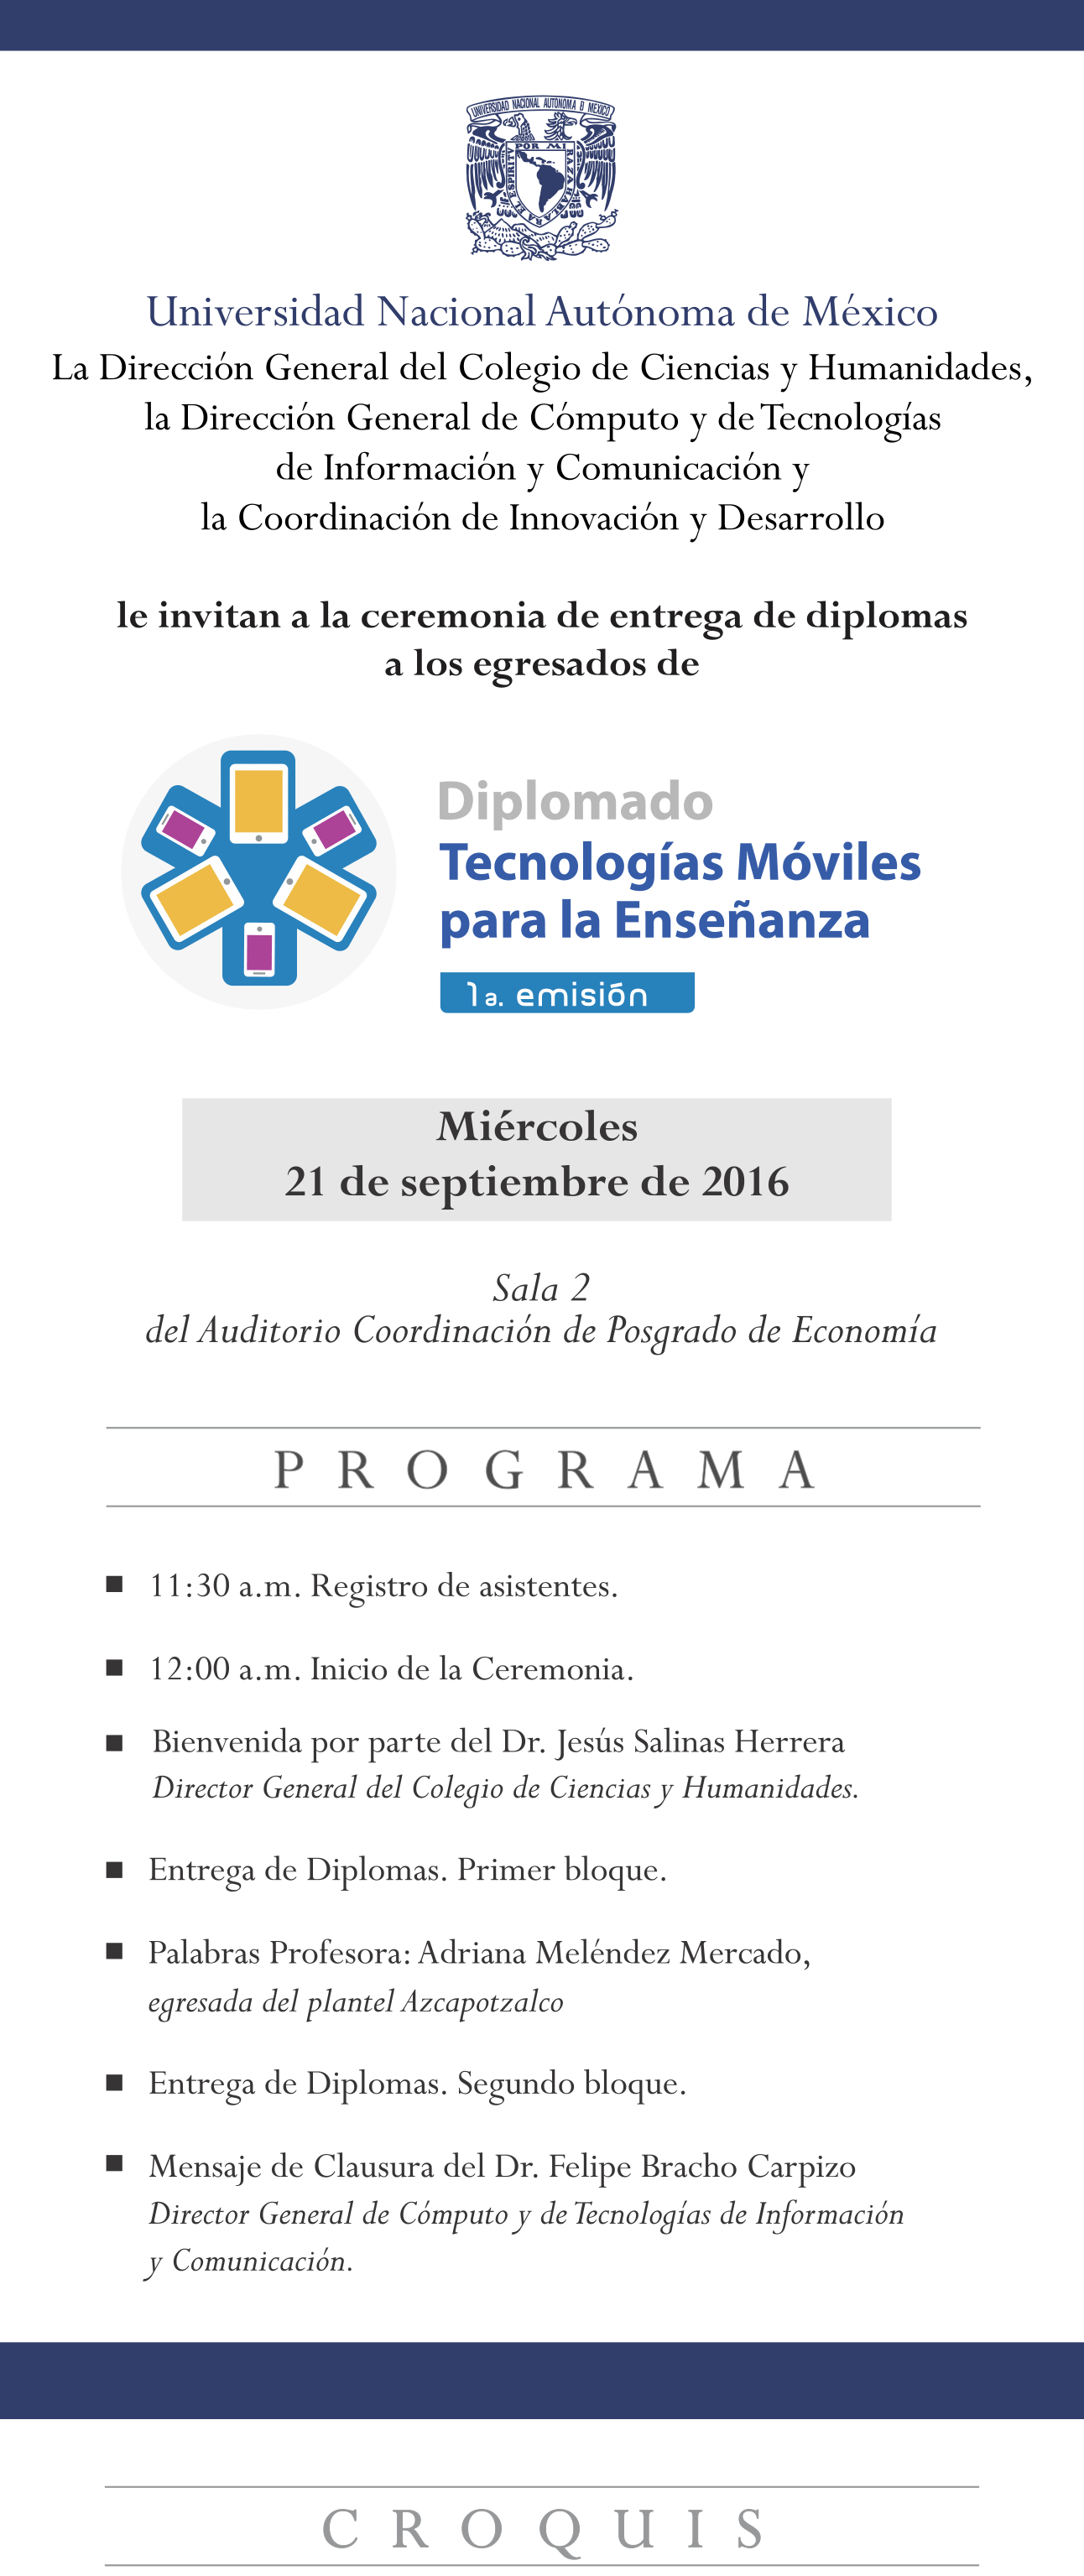 UNIVERSIDAD NACIONAL AUTÓNOMA D MEXICO
POR MI RAZA HABLARA EL ESPIRITV
Universidad Nacional Autónoma de México
La Dirección General del Colegio de Ciencias y Humanidades,
la Dirección General de Cómputo y de Tecnologías
de Información y Comunicación y
la Coordinación de Innovación y Desarrollo
le invitan a la ceremonia de entrega de diplomas
a los egresados de
Diplomado
Tecnologías Móviles
para la Enseñanza
1a. emisión
Miércoles
21 de septiembre de 2016
Sala 2
del Auditorio Coordinación de Posgrado de Economía
PROGRAMA
■ 11:30 a.m. Registro de asistentes.
■ 12:00 a.m. Inicio de la Ceremonia.
■ Bienvenida por parte del Dr. Jesús Salinas Herrera
Director General del Colegio de Ciencias y Humanidades.
■ Entrega de Diplomas. Primer bloque.
■ Palabras Profesora: Adriana Meléndez Mercado,
egresada del plantel Azcapotzalco
■ Entrega de Diplomas. Segundo bloque.
■ Mensaje de Clausura del Dr. Felipe Bracho Carpizo
Director General de Cómputo y de Tecnologías de Información
y Comunicación.
CROQUIS